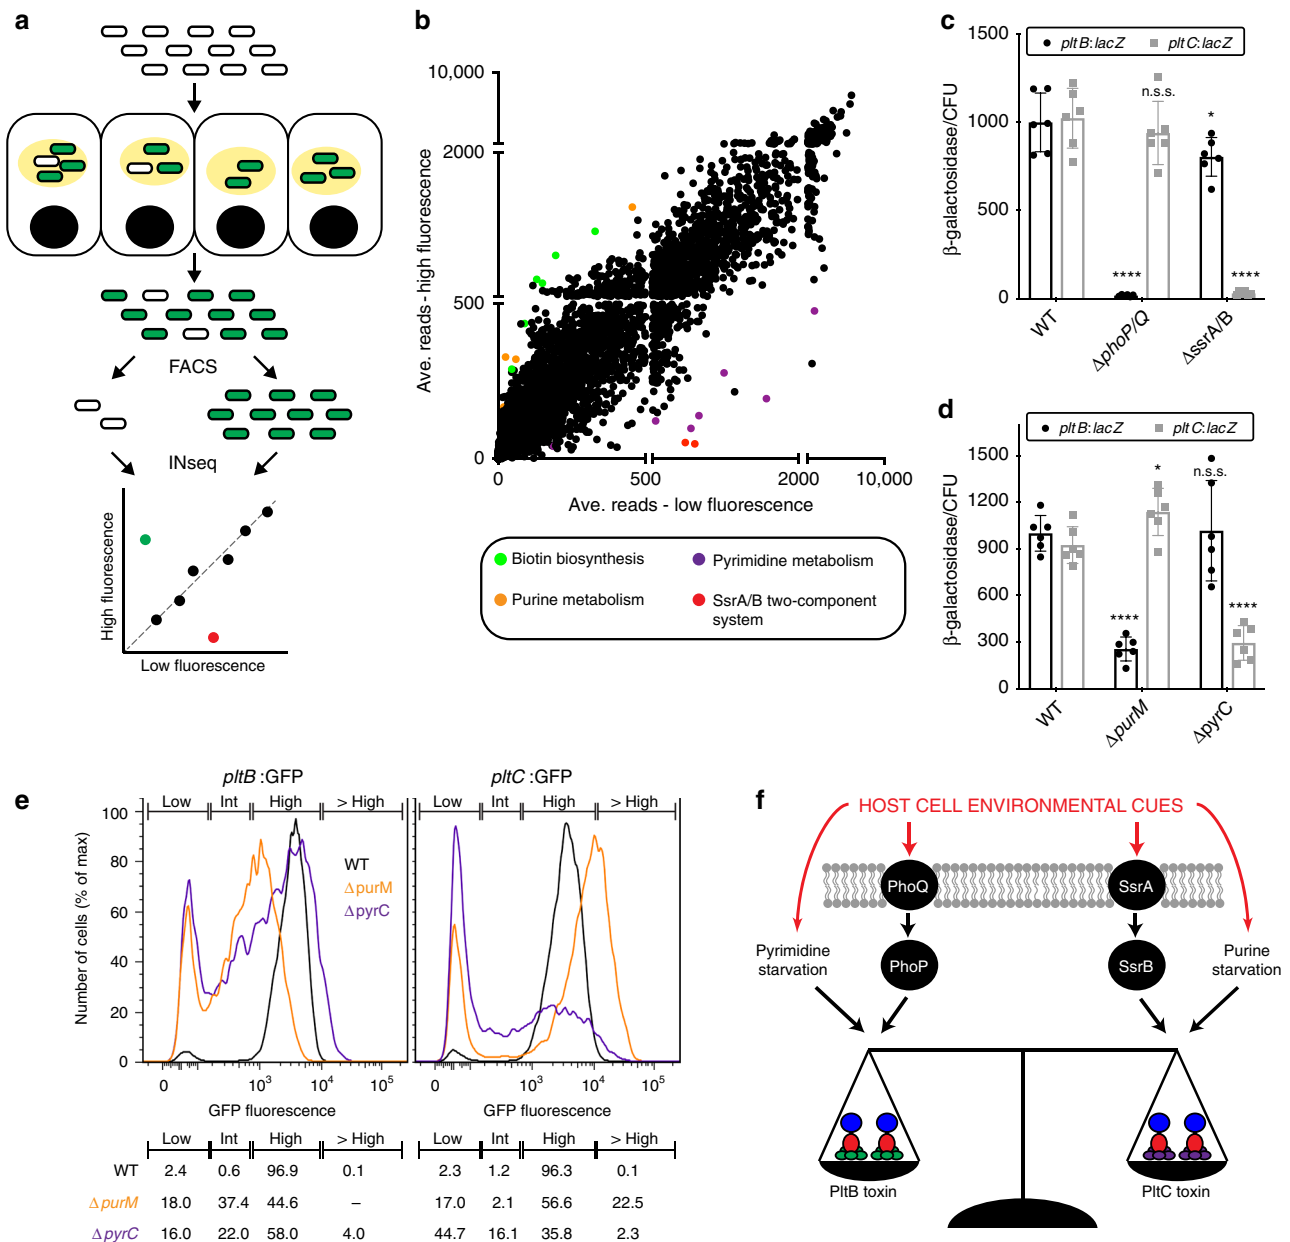 a
FACS
INseq
High fluorescence
Low fluorescence
b
10,000
2000
500
0
Ave. reads - high fluorescence
0
500
2000
10,000
Ave. reads - low fluorescence
Biotin biosynthesis
Pyrimidine metabolism
Purine metabolism
SsrA/B two-component
system
c
1500
1000
500
0
β-galactosidase/CFU
pltB:lacZ
pltC:lacZ
****
n.s.s.
*
****
WT
ΔphoP/Q
ΔssrA/B
d
1500
1200
900
600
300
0
β-galactosidase/CFU
pltB:lacZ
pltC:lacZ
****
*
n.s.s.
****
WT
ΔpurM
ΔpyrC
e
pltB :GFP
pltC :GFP
Low Int High > High
Low Int High > High
100
80
60
40
20
0
Number of cells (% of max)
WT
ΔpurM
ΔpyrC
0 10³ 10⁴ 10⁵
0 10³ 10⁴ 10⁵
GFP fluorescence
GFP fluorescence
Low Int High > High
Low Int High > High
WT 2.4 0.6 96.9 0.1 2.3 1.2 96.3 0.1
ΔpurM 18.0 37.4 44.6 – 17.0 2.1 56.6 22.5
ΔpyrC 16.0 22.0 58.0 4.0 44.7 16.1 35.8 2.3
f
HOST CELL ENVIRONMENTAL CUES
PhoQ
SsrA
Pyrimidine
starvation
PhoP
SsrB
Purine
starvation
PltB toxin
PltC toxin